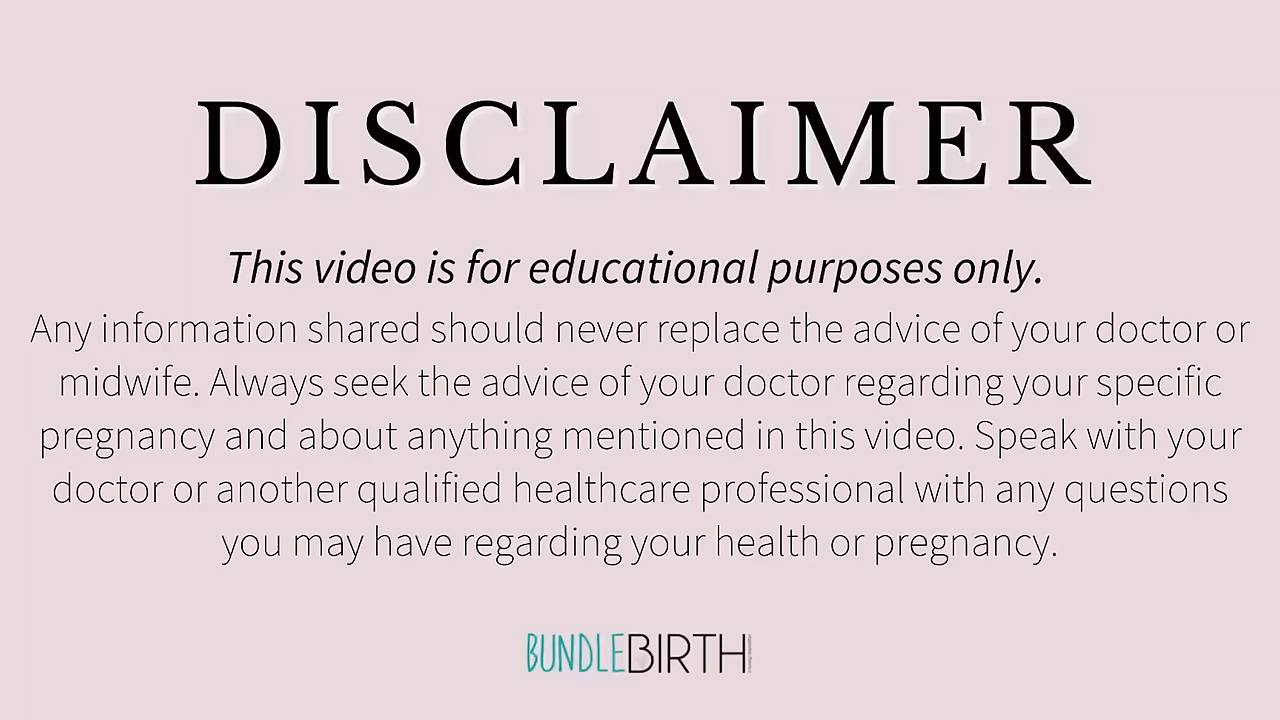 DISCLAIMER
This video is for educational purposes only.
Any information shared should never replace the advice of your doctor or
midwife. Always seek the advice of your doctor regarding your specific
pregnancy and about anything mentioned in this video. Speak with your
doctor or another qualified healthcare professional with any questions
you may have regarding your health or pregnancy.
BUNDLEBIRTH